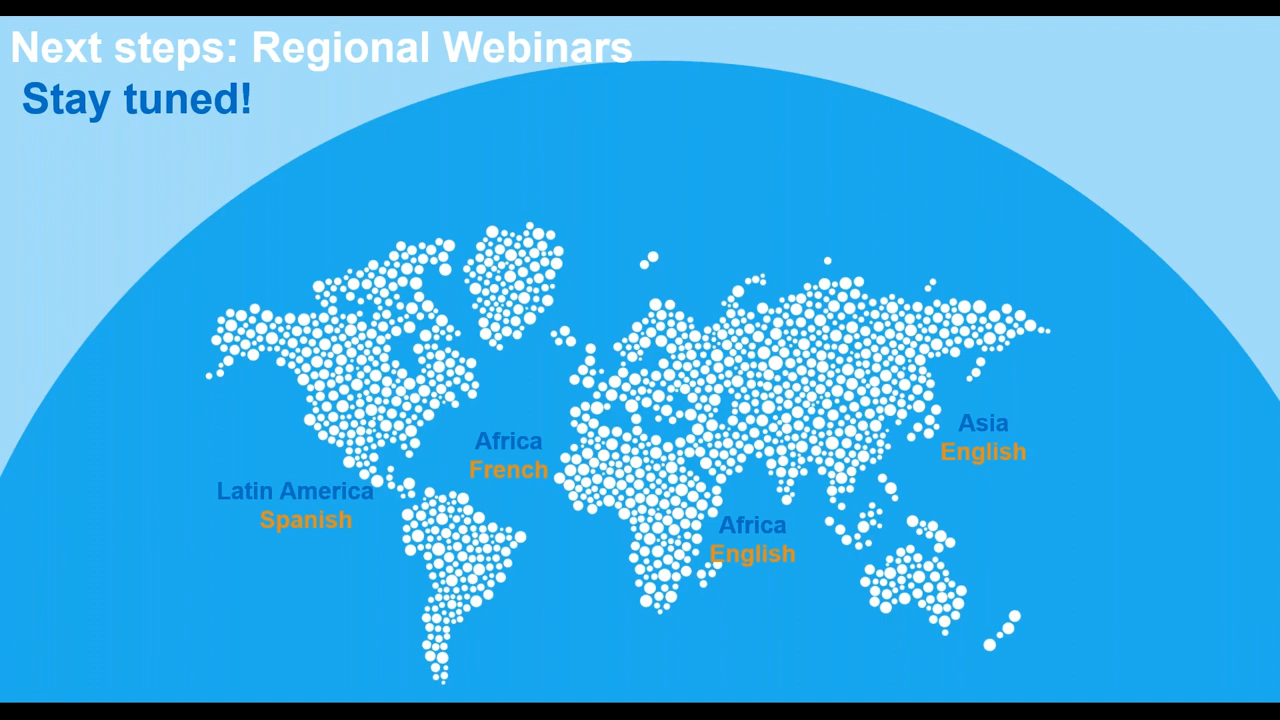 Next steps: Regional Webinars
Stay tuned!
Africa
French
Latin America
Spanish
Africa
English
Asia
English